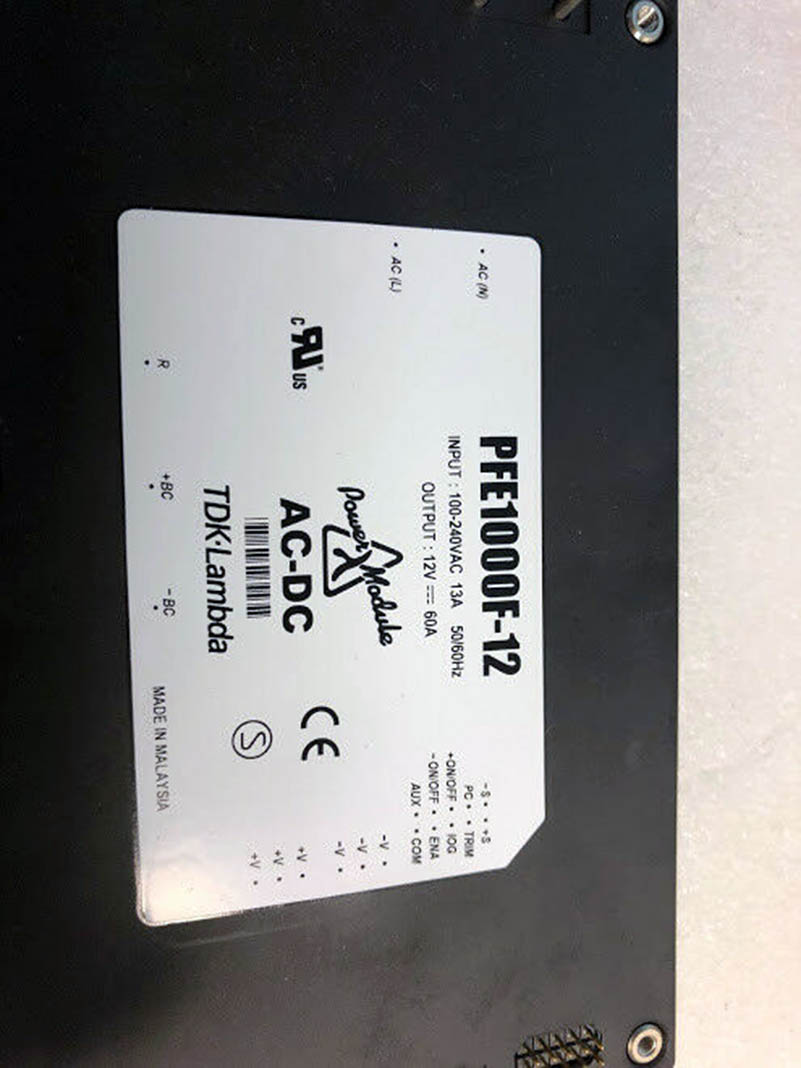 PFE1000F-12
INPUT : 100-240VAC 13A 50/60Hz
OUTPUT : 12V ⎓ 60A
• AC (N)
• AC (L)
-S • • +S
PC • • TRIM
+ON/OFF • • IOG
-ON/OFF • • ENA
AUX • • COM
Power Module
AC-DC
TDK·Lambda
C RU US
CE
S
-V •
-V •
-V •
+V •
+V •
+V •
R
+BC
-BC
MADE IN MALAYSIA